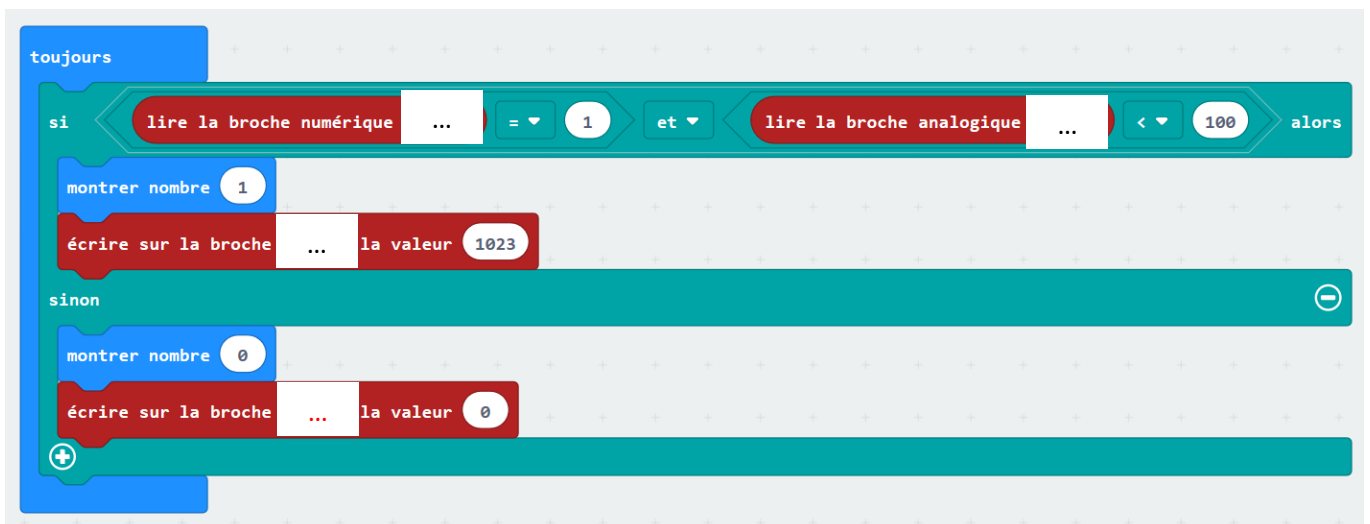 toujours
si lire la broche numérique ... = 1 et lire la broche analogique ... < 100 alors
montrer nombre 1
écrire sur la broche ... la valeur 1023
sinon
montrer nombre 0
écrire sur la broche ... la valeur 0